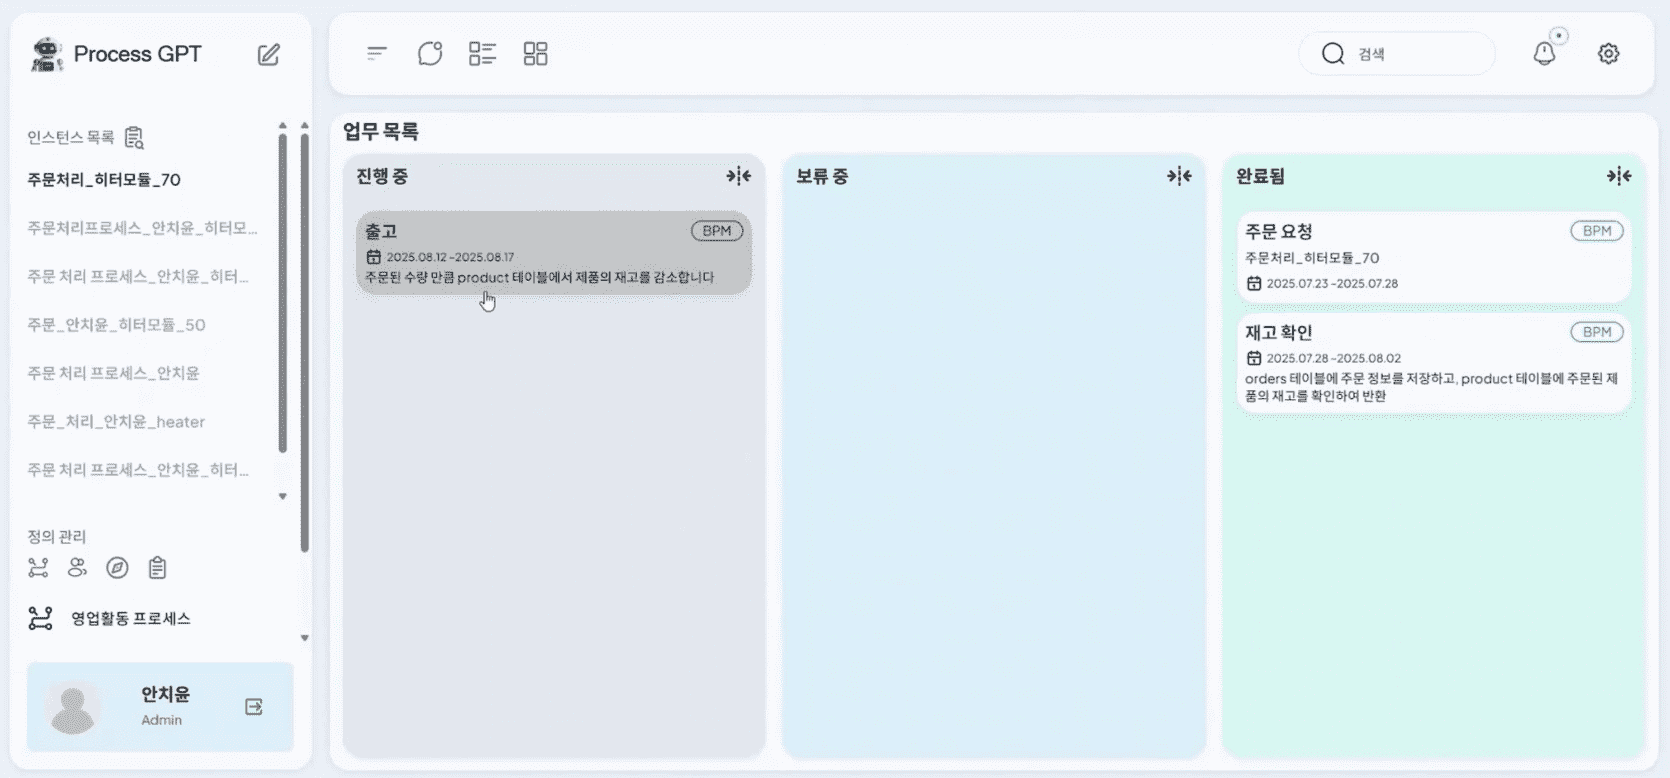 Process GPT
인스턴스 목록
주문처리_히터모듈_70
주문처리프로세스_안치윤_히터모...
주문 처리 프로세스_안치윤_히터...
주문_안치윤_히터모듈_50
주문 처리 프로세스_안치윤
주문_처리_안치윤_heater
주문 처리 프로세스_안치윤_히터...
정의 관리
영업활동 프로세스
안치윤
Admin
검색
업무 목록
진행 중
출고
BPM
2025.08.12 ~2025.08.17
주문된 수량 만큼 product 테이블에서 제품의 재고를 감소합니다
보류 중
완료됨
주문 요청
BPM
주문처리_히터모듈_70
2025.07.23 ~2025.07.28
재고 확인
BPM
2025.07.28 ~2025.08.02
orders 테이블에 주문 정보를 저장하고, product 테이블에 주문된 제
품의 재고를 확인하여 반환